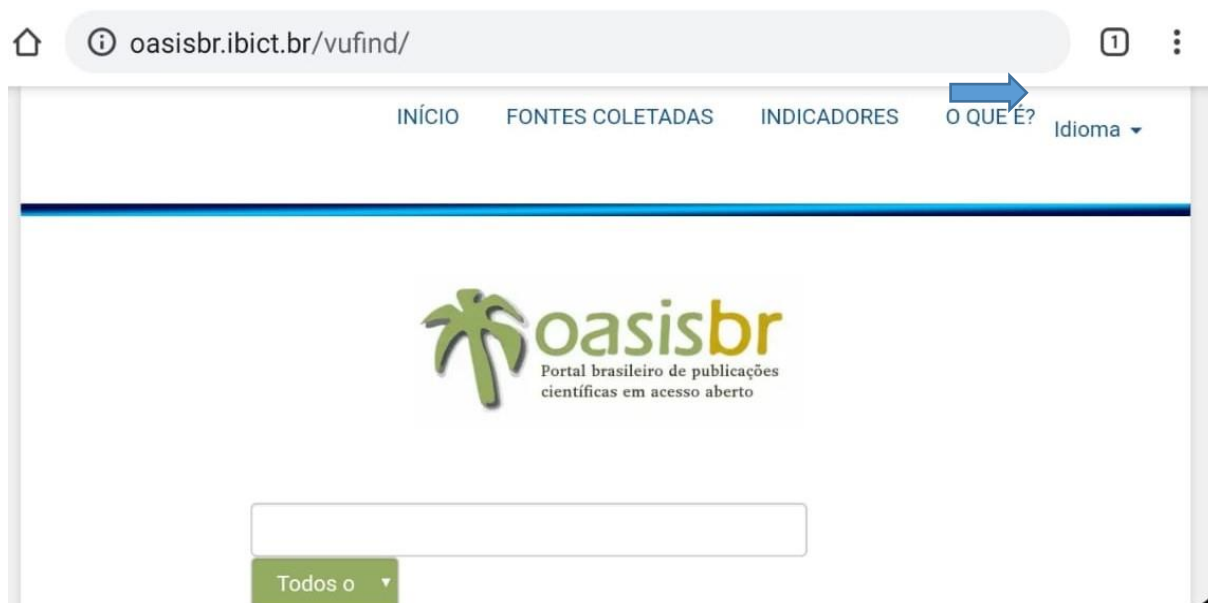 oasisbr.ibict.br/vufind/ 1
INÍCIO FONTES COLETADAS INDICADORES O QUE É? Idioma
oasisbr
Portal brasileiro de publicações
científicas em acesso aberto
Todos o